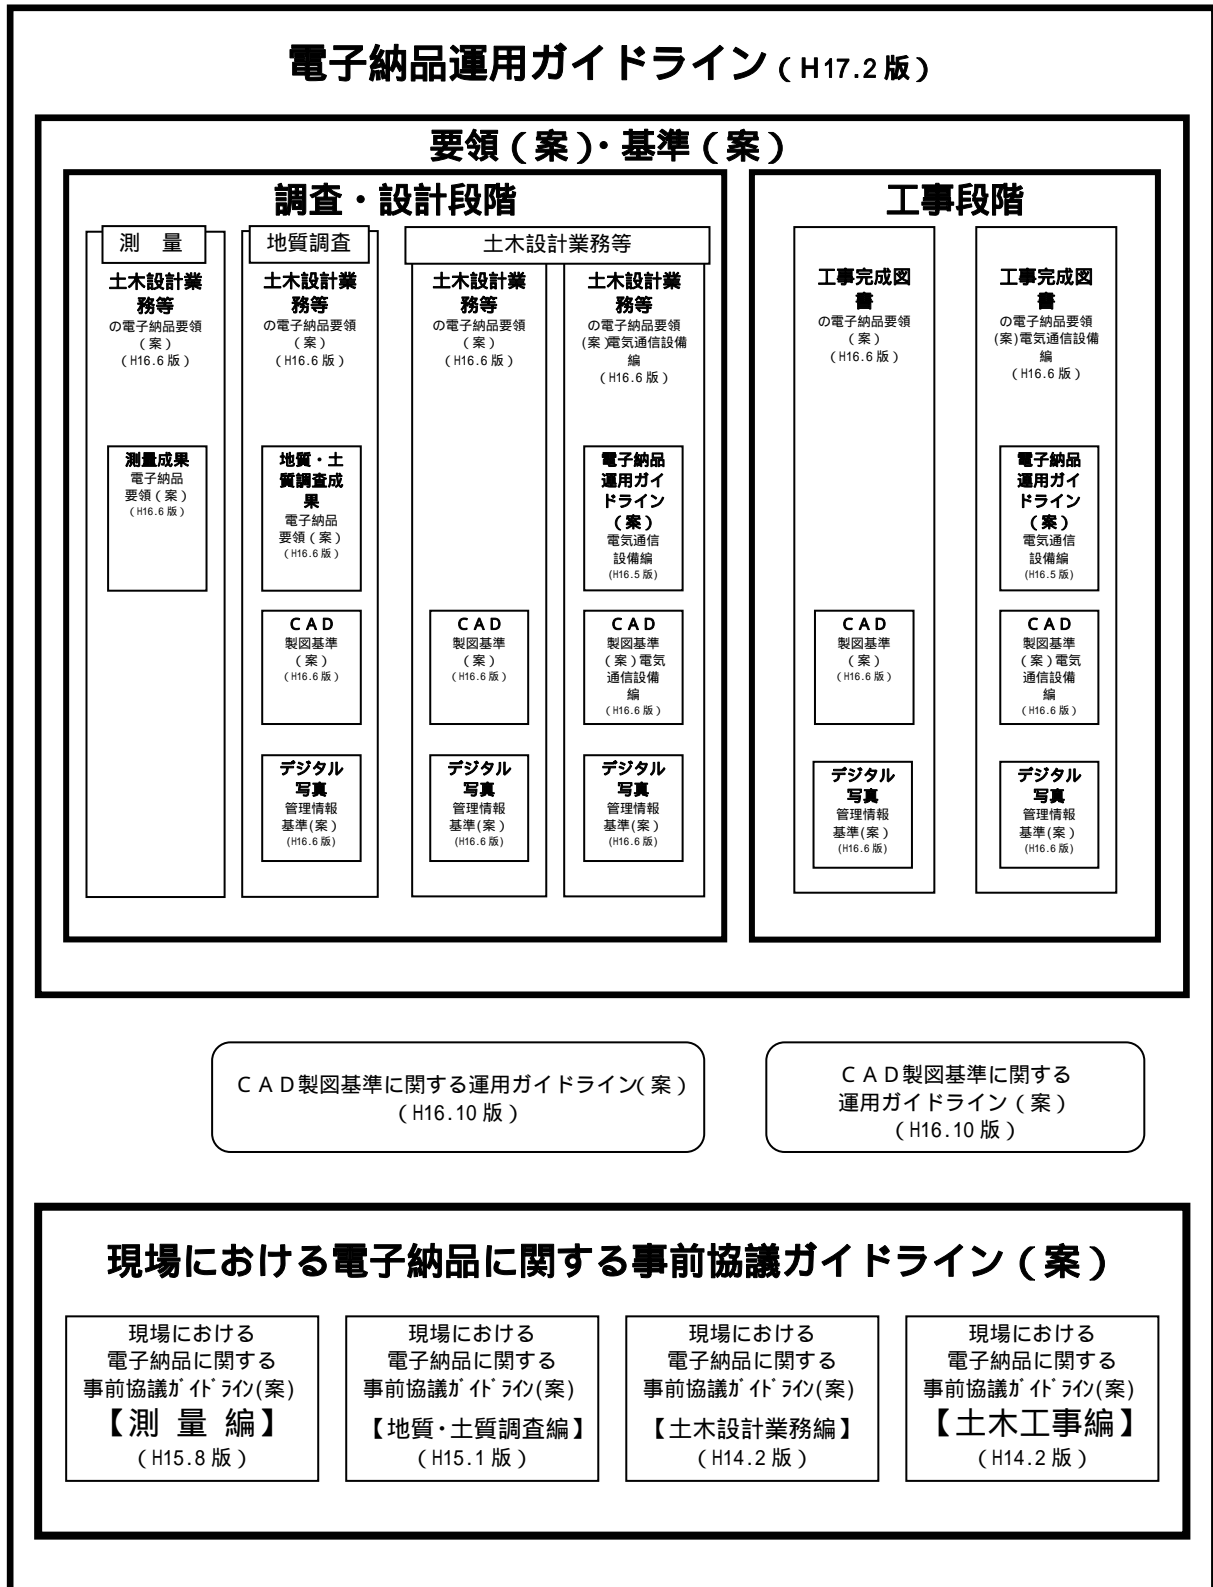 電子納品運用ガイドライン（H17.2版）
要領（案）・基準（案）
調査・設計段階
測　量
土木設計業
務等
の電子納品要領
（案）
（H16.6版）
測量成果
電子納品
要領（案）
（H16.6版）
地質調査
土木設計業
務等
の電子納品要領
（案）
（H16.6版）
地質・土
質調査成
果
電子納品
要領（案）
（H16.6版）
ＣＡＤ
製図基準
（案）
（H16.6版）
デジタル
写真
管理情報
基準(案）
(H16.6版)
土木設計業務等
土木設計業
務等
の電子納品要領
（案）
（H16.6版）
ＣＡＤ
製図基準
（案）
（H16.6版）
デジタル
写真
管理情報
基準(案）
(H16.6版)
土木設計業
務等
の電子納品要領
(案)電気通信設備
編
（H16.6版）
電子納品
運用ガイ
ドライン
（案）
電気通信
設備編
(H16.5版)
ＣＡＤ
製図基準
（案）電気
通信設備
編
（H16.6版）
デジタル
写真
管理情報
基準(案）
(H16.6版)
工事段階
工事完成図
書
の電子納品要領
（案）
（H16.6版）
ＣＡＤ
製図基準
（案）
（H16.6版）
デジタル
写真
管理情報
基準(案）
(H16.6版)
工事完成図
書
の電子納品要領
(案)電気通信設備
編
（H16.6版）
電子納品
運用ガイ
ドライン
（案）
電気通信
設備編
(H16.5版)
ＣＡＤ
製図基準
（案）電気
通信設備
編
（H16.6版）
デジタル
写真
管理情報
基準(案）
(H16.6版)
ＣＡＤ製図基準に関する運用ガイドライン（案）
（H16.10版）
ＣＡＤ製図基準に関する
運用ガイドライン（案）
（H16.10版）
現場における電子納品に関する事前協議ガイドライン（案）
現場における
電子納品に関する
事前協議ｶﾞｲﾄﾞﾗｲﾝ(案)
【測 量 編】
（H15.8版）
現場における
電子納品に関する
事前協議ｶﾞｲﾄﾞﾗｲﾝ(案)
【地質・土質調査編】
（H15.1版）
現場における
電子納品に関する
事前協議ｶﾞｲﾄﾞﾗｲﾝ(案)
【土木設計業務編】
（H14.2版）
現場における
電子納品に関する
事前協議ｶﾞｲﾄﾞﾗｲﾝ(案)
【土木工事編】
（H14.2版）